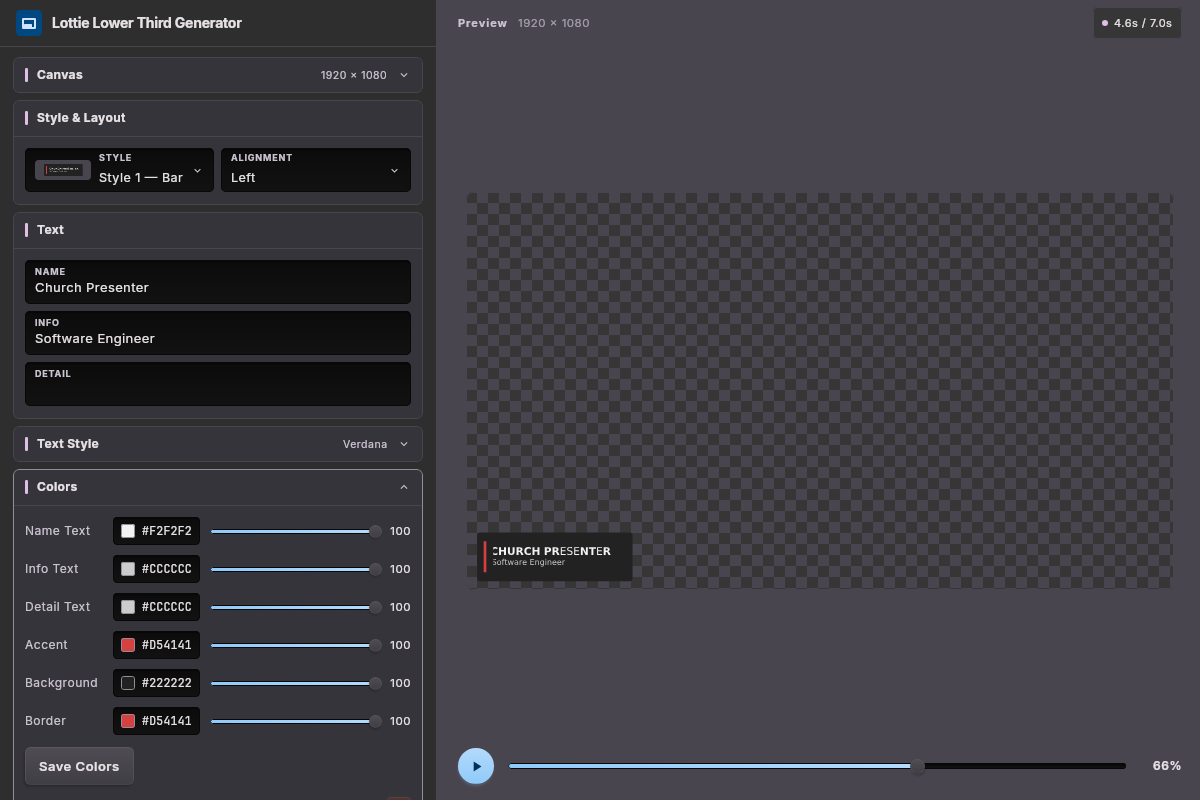 Lottie Lower Third Generator
Canvas 1920 × 1080
Style & Layout
STYLE
Style 1 — Bar
ALIGNMENT
Left
Text
NAME
Church Presenter
INFO
Software Engineer
DETAIL
Text Style Verdana
Colors
Name Text #F2F2F2 100
Info Text #CCCCCC 100
Detail Text #CCCCCC 100
Accent #D54141 100
Background #222222 100
Border #D54141 100
Save Colors
Preview 1920 × 1080
4.6s / 7.0s
CHURCH PRESENTER
Software Engineer
66%